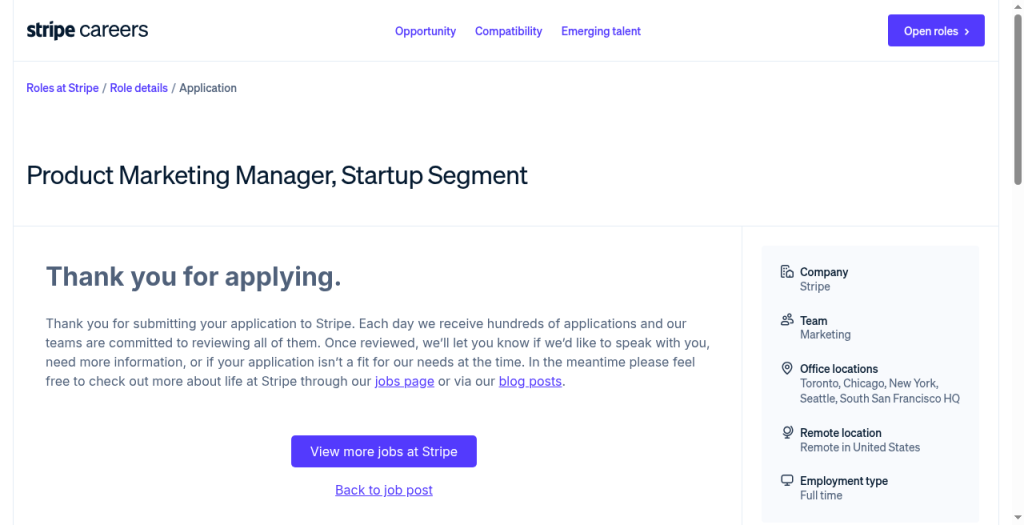 stripe careers
Opportunity Compatibility Emerging talent
Open roles ›
Roles at Stripe / Role details / Application
Product Marketing Manager, Startup Segment
Thank you for applying.
Thank you for submitting your application to Stripe. Each day we receive hundreds of applications and our
teams are committed to reviewing all of them. Once reviewed, we’ll let you know if we’d like to speak with you,
need more information, or if your application isn’t a fit for our needs at the time. In the meantime please feel
free to check out more about life at Stripe through our jobs page or via our blog posts.
View more jobs at Stripe
Back to job post
Company
Stripe
Team
Marketing
Office locations
Toronto, Chicago, New York,
Seattle, South San Francisco HQ
Remote location
Remote in United States
Employment type
Full time